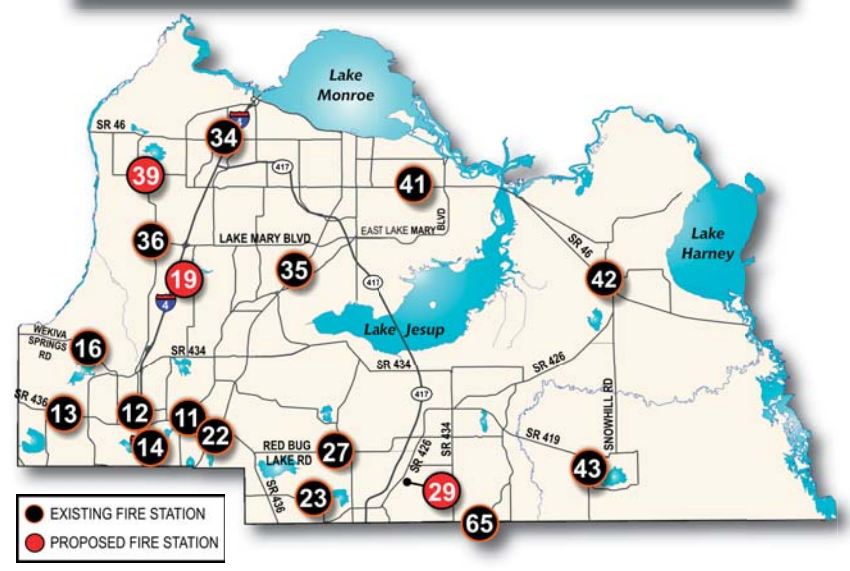 Lake
Monroe
4
SR 46
34
417
39
41
36
LAKE MARY BLVD
EAST LAKE MARY
BLVD
SR 46
Lake
Harney
19
4
35
417
42
Lake Jesup
WEKIVA
SPRINGS
RD
16
SR 434
SR 434
SR 426
417
SR 436
13
12
11
22
14
RED BUG
LAKE RD
27
SR 426
SR 434
SR 419
SNOWHILL RD
43
SR 436
23
29
65
EXISTING FIRE STATION
PROPOSED FIRE STATION